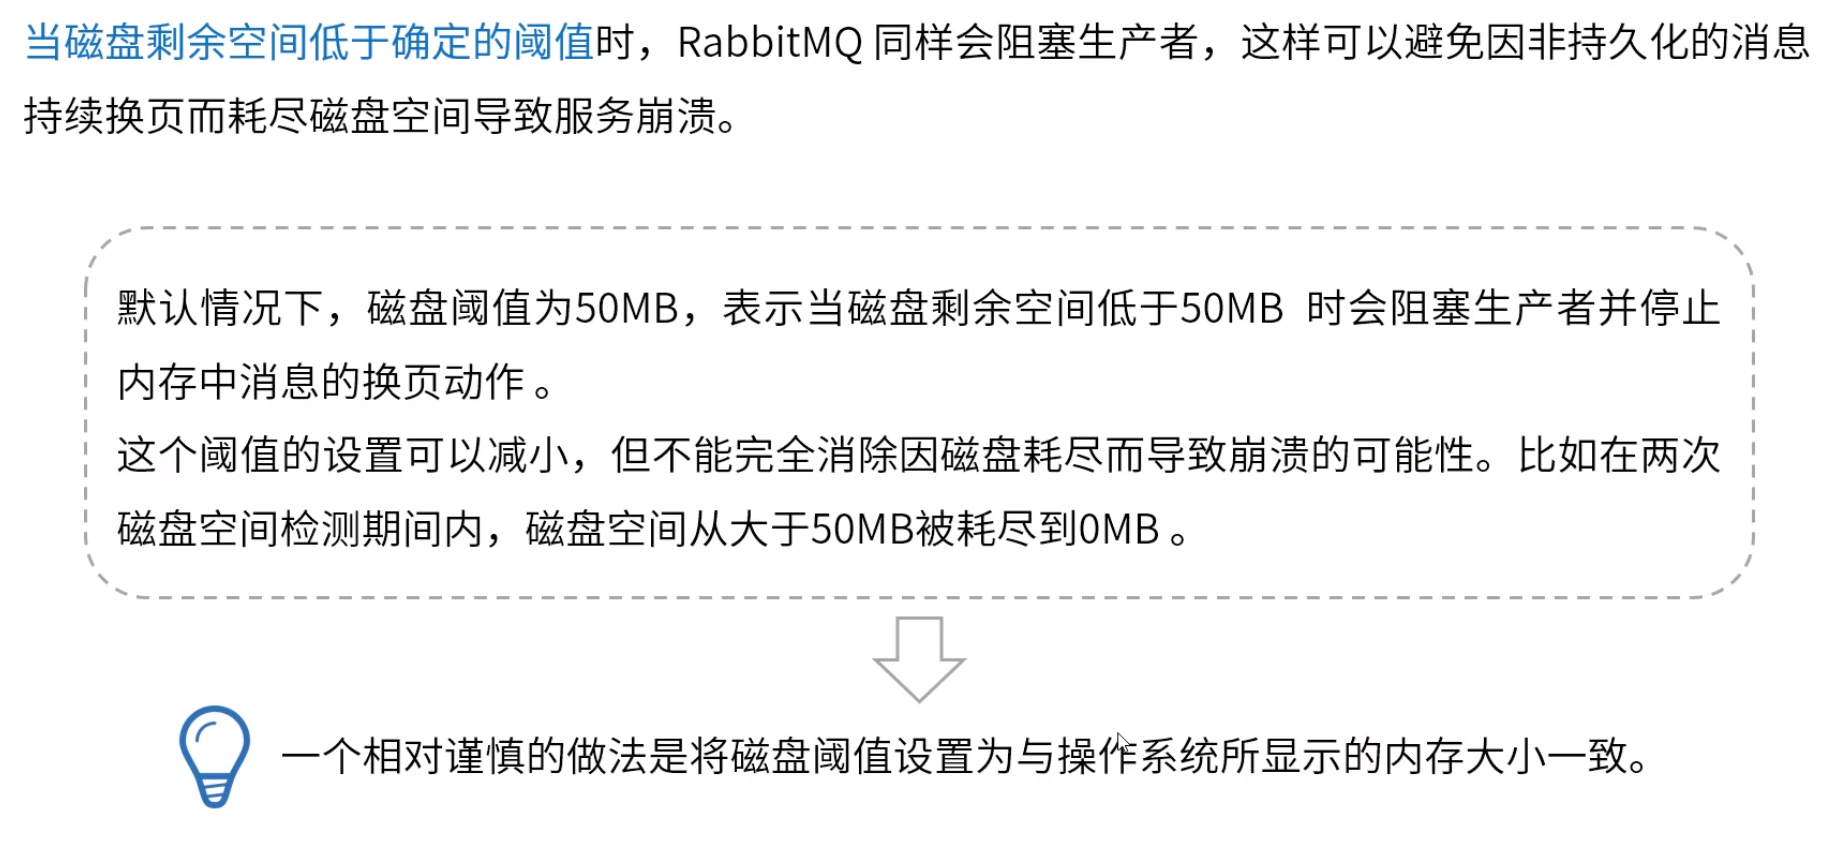 当磁盘剩余空间低于确定的阈值时，RabbitMQ 同样会阻塞生产者，这样可以避免因非持久化的消息
持续换页而耗尽磁盘空间导致服务崩溃。
默认情况下，磁盘阈值为50MB，表示当磁盘剩余空间低于50MB 时会阻塞生产者并停止
内存中消息的换页动作 。
这个阈值的设置可以减小，但不能完全消除因磁盘耗尽而导致崩溃的可能性。比如在两次
磁盘空间检测期间内，磁盘空间从大于50MB被耗尽到0MB 。
一个相对谨慎的做法是将磁盘阈值设置为与操作系统所显示的内存大小一致。